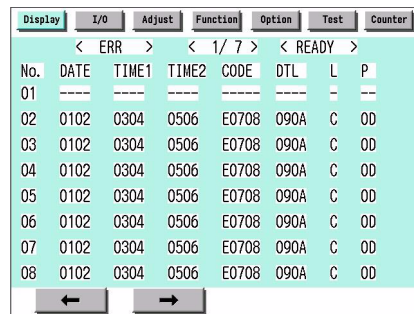 Display I/O Adjust Function Option Test Counter
< ERR > < 1/ 7 > < READY >
No. DATE TIME1 TIME2 CODE DTL L P
01 ---- ---- ---- ----- ---- - --
02 0102 0304 0506 E0708 090A C 0D
03 0102 0304 0506 E0708 090A C 0D
04 0102 0304 0506 E0708 090A C 0D
05 0102 0304 0506 E0708 090A C 0D
06 0102 0304 0506 E0708 090A C 0D
07 0102 0304 0506 E0708 090A C 0D
08 0102 0304 0506 E0708 090A C 0D
← →